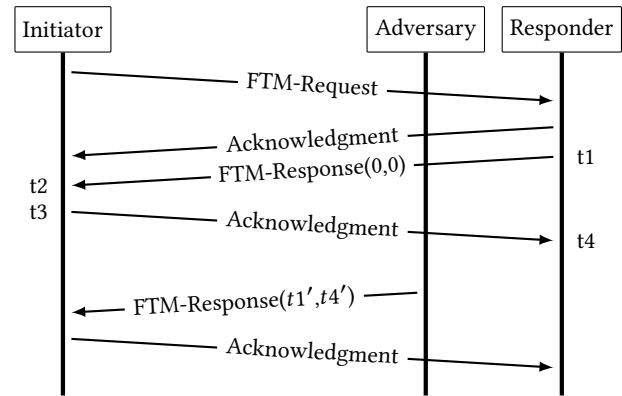 Initiator
Adversary
Responder
FTM-Request
Acknowledgment
FTM-Response(0,0)
t1
t2
t3
Acknowledgment
t4
FTM-Response(t1′,t4′)
Acknowledgment